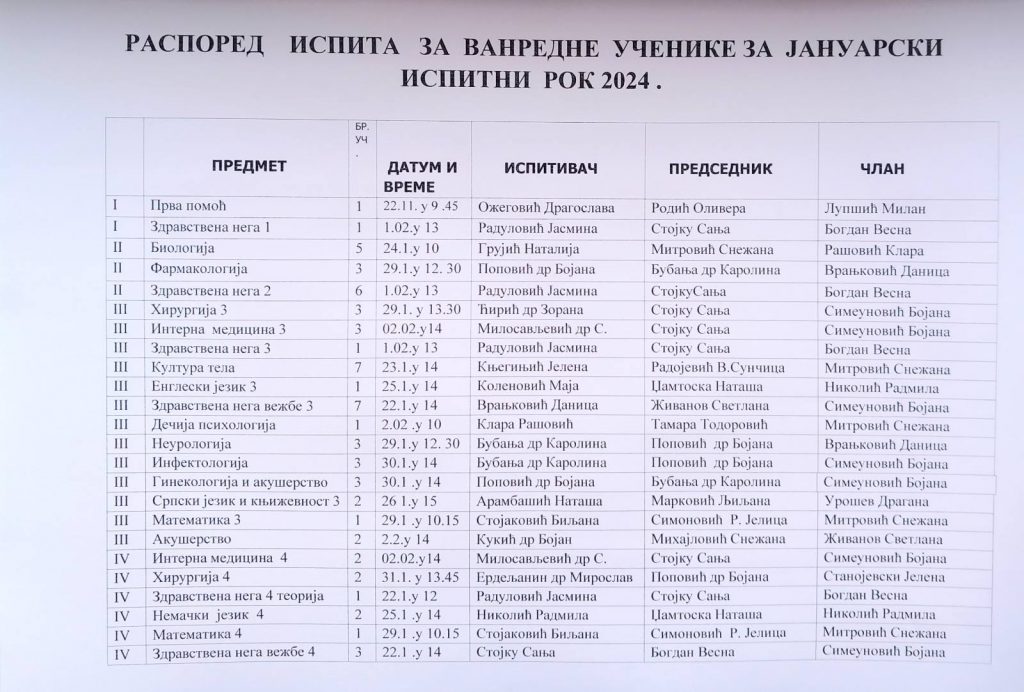 РАСПОРЕД ИСПИТА ЗА ВАНРЕДНЕ УЧЕНИКЕ ЗА ЈАНУАРСКИ
ИСПИТНИ РОК 2024 .
ПРЕДМЕТ БР. УЧ . ДАТУМ И ВРЕМЕ ИСПИТИВАЧ ПРЕДСЕДНИК ЧЛАН
I Прва помоћ 1 22.11. у 9 .45 Ожеговић Драгослава Родић Оливера Лупшић Милан
I Здравствена нега 1 1 1.02.у 13 Радуловић Јасмина Стојку Сања Богдан Весна
II Биологија 5 24.1.у 10 Грујић Наталија Митровић Снежана Рашовић Клара
II Фармакологија 3 29.1.у 12. 30 Поповић др Бојана Бубања др Каролина Врањковић Даница
II Здравствена нега 2 6 1.02.у 13 Радуловић Јасмина СтојкуСања Богдан Весна
III Хирургија 3 3 29.1. у 13.30 Ћирић др Зорана Стојку Сања Симеуновић Бојана
III Интерна медицина 3 3 02.02.у14 Милосављевић др С. Стојку Сања Симеуновић Бојана
III Здравствена нега 3 1 1.02.у 13 Радуловић Јасмина Стојку Сања Богдан Весна
III Култура тела 7 23.1.у 14 Књегињић Јелена Радојевић В.Сунчица Митровић Снежана
III Енглески језик 3 1 25.1.у 14 Коленовић Маја Џамтоска Наташа Николић Радмила
III Здравствена нега вежбе 3 7 22.1.у 14 Врањковић Даница Живанов Светлана Симеуновић Бојана
III Дечија психологија 1 2.02 .у 10 Клара Рашовић Тамара Тодоровић Митровић Снежана
III Неурологија 3 29.1.у 12. 30 Бубања др Каролина Поповић др Бојана Врањковић Даница
III Инфектологија 3 30.1.у 14 Бубања др Каролина Поповић др Бојана Симеуновић Бојана
III Гинекологија и акушерство 3 30.1 .у 14 Поповић др Бојана Бубања др Каролина Симеуновић Бојана
III Српски језик и књижевност 3 2 26 1.у 15 Арамбашић Наташа Марковић Љиљана Урошев Драгана
III Математика 3 1 29.1 .у 10.15 Стојаковић Биљана Симоновић Р. Јелица Митровић Снежана
III Акушерство 2 2.2.у 14 Кукић др Бојан Михајловић Снежана Живанов Светлана
IV Интерна медицина 4 2 02.02.у14 Милосављевић др С. Стојку Сања Симеуновић Бојана
IV Хирургија 4 2 31.1. у 13.45 Ердељанин др Мирослав Поповић др Бојана Станојевски Јелена
IV Здравствена нега 4 теорија 1 22.1.у 12 Радуловић Јасмина Стојку Сања Богдан Весна
IV Немачки језик 4 2 25.1 .у 14 Николић Радмила Џамтоска Наташа Николић Радмила
IV Математика 4 1 29.1 .у 10.15 Стојаковић Биљана Симоновић Р. Јелица Митровић Снежана
IV Здравствена нега вежбе 4 3 22.1 .у 14 Стојку Сања Богдан Весна Симеуновић Бојана